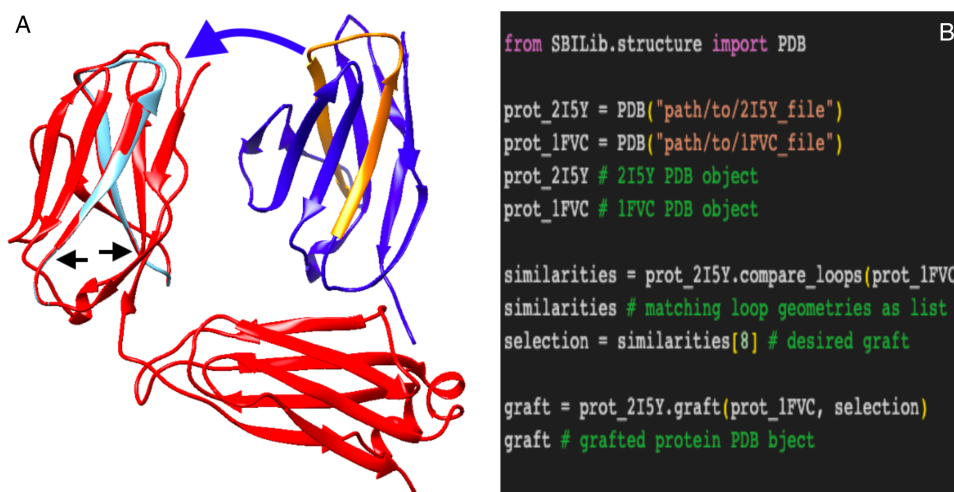 A
B
from SBILib.structure import PDB
prot_2I5Y = PDB("path/to/2I5Y_file")
prot_1FVC = PDB("path/to/1FVC_file")
prot_2I5Y # 2I5Y PDB object
prot_1FVC # 1FVC PDB object
similarities = prot_2I5Y.compare_loops(prot_1FVC
similarities # matching loop geometries as list
selection = similarities[8] # desired graft
graft = prot_2I5Y.graft(prot_1FVC, selection)
graft # grafted protein PDB bject